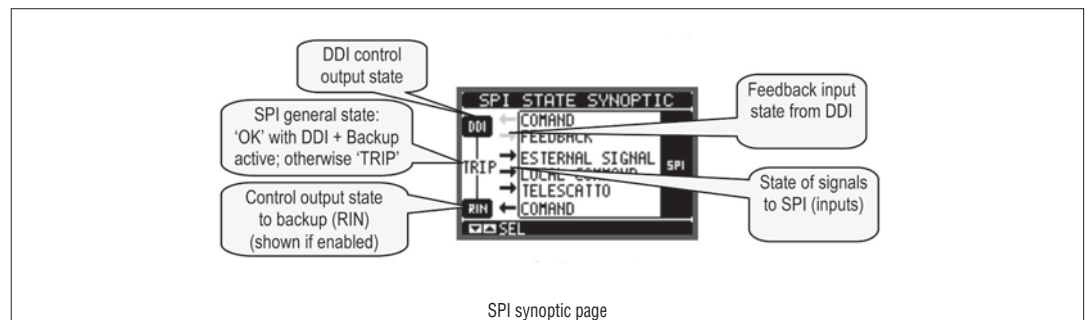 DDI control
output state
SPI general state:
'OK' with DDI + Backup
active; otherwise 'TRIP'
Control output state
to backup (RIN)
(shown if enabled)
SPI STATE SYNOPTIC
DDI
COMAND
FEEDBACK
TRIP
ESTERNAL SIGNAL
LOCAL COMMAND
TELESCATTO
RIN
COMAND
SPI
SEL
Feedback input
state from DDI
State of signals
to SPI (inputs)
SPI synoptic page